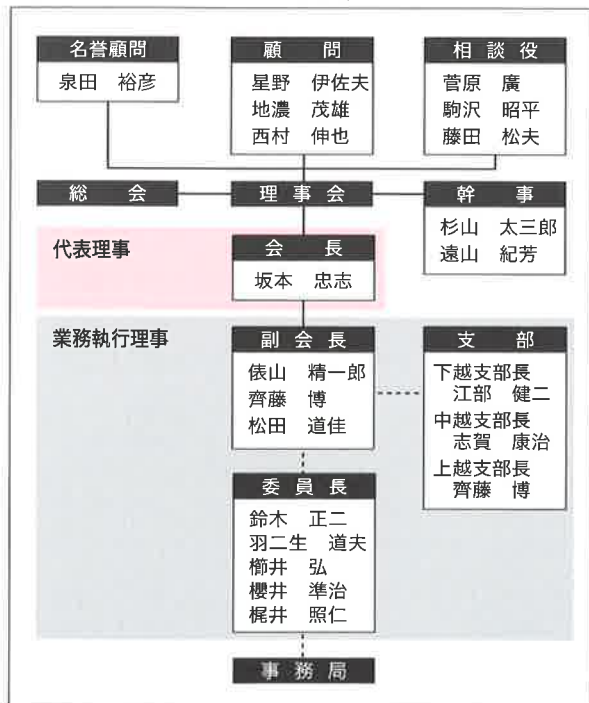 名誉顧問
泉田 裕彦
顧問
星野 伊佐夫
地濃 茂雄
西村 伸也
相談役
菅原 廣
駒沢 昭平
藤田 松夫
総会
理事会
幹事
杉山 太三郎
遠山 紀芳
代表理事
会長
坂本 忠志
業務執行理事
副会長
俵山 精一郎
齊藤 博
松田 道佳
支部
下越支部長
江部 健二
中越支部長
志賀 康治
上越支部長
齊藤 博
委員長
鈴木 正二
羽二生 道夫
櫛井 弘
櫻井 準治
梶井 照仁
事務局